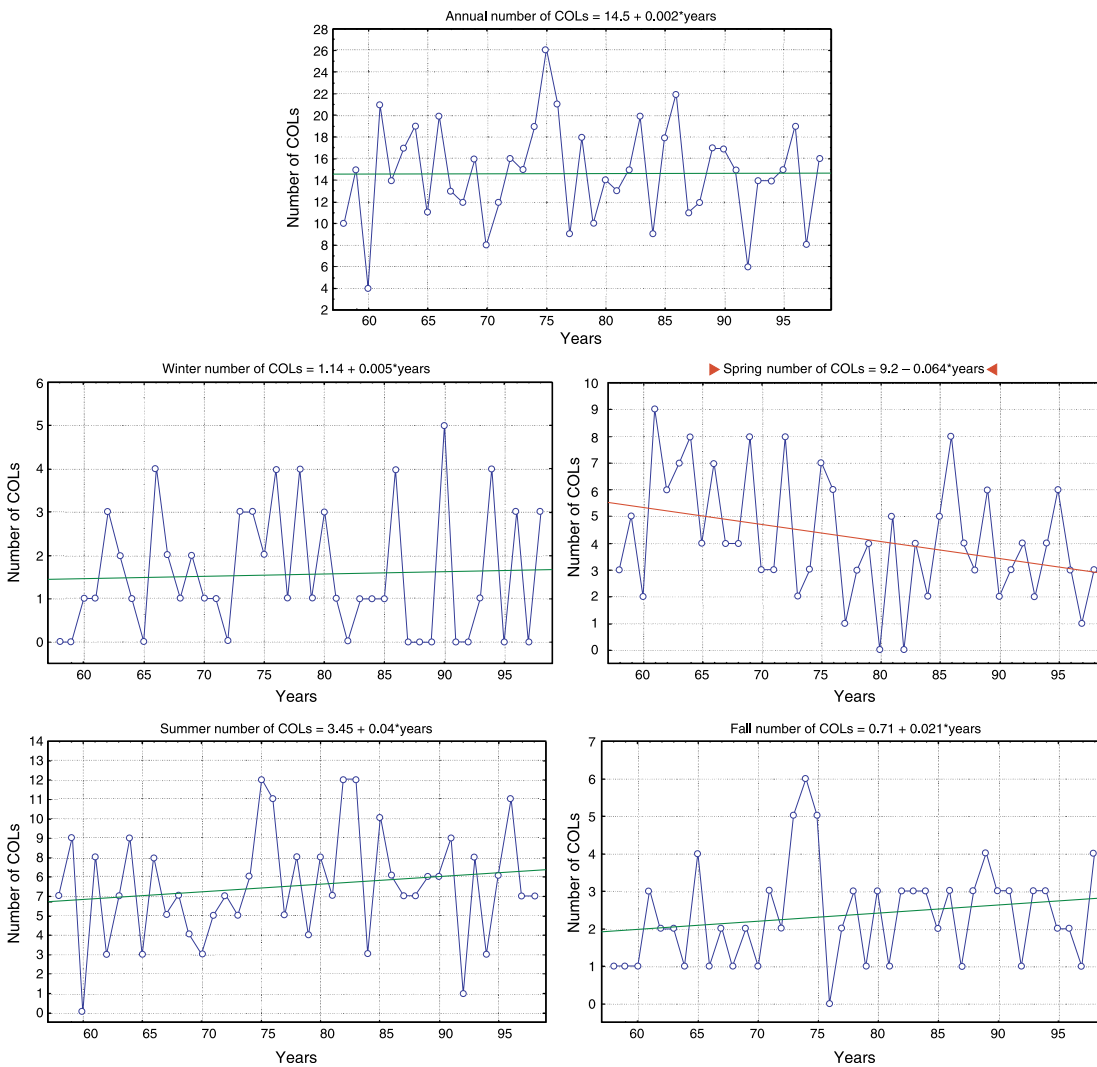 Annual number of COLs = 14.5 + 0.002*years
28
26
24
22
20
18
16
14
12
10
8
6
4
2
Number of COLs
60 65 70 75 80 85 90 95
Years
Winter number of COLs = 1.14 + 0.005*years
6
5
4
3
2
1
0
Number of COLs
60 65 70 75 80 85 90 95
Years
Spring number of COLs = 9.2 – 0.064*years
10
9
8
7
6
5
4
3
2
1
0
Number of COLs
60 65 70 75 80 85 90 95
Years
Summer number of COLs = 3.45 + 0.04*years
14
13
12
11
10
9
8
7
6
5
4
3
2
1
0
Number of COLs
60 65 70 75 80 85 90 95
Years
Fall number of COLs = 0.71 + 0.021*years
7
6
5
4
3
2
1
0
Number of COLs
60 65 70 75 80 85 90 95
Years